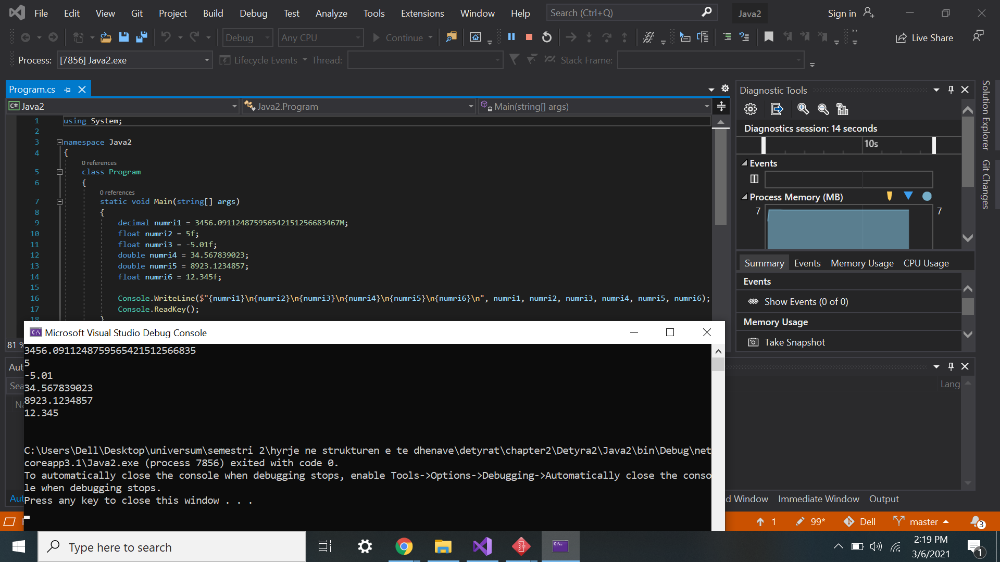 File Edit View Git Project Build Debug Test Analyze Tools Extensions Window Help Search (Ctrl+Q) Java2 Sign in
Debug Any CPU Continue Live Share
Process: [7856] Java2.exe Lifecycle Events Thread: Stack Frame:
Program.cs
C# Java2 Java2.Program Main(string[] args)
1 using System;
2
3 namespace Java2
4 {
0 references
5 class Program
6 {
0 references
7 static void Main(string[] args)
8 {
9 decimal numri1 = 3456.091124875956542151256683467M;
10 float numri2 = 5f;
11 float numri3 = -5.01f;
12 double numri4 = 34.567839023;
13 double numri5 = 8923.1234857;
14 float numri6 = 12.345f;
15
16 Console.WriteLine($"{numri1}\n{numri2}\n{numri3}\n{numri4}\n{numri5}\n{numri6}\n", numri1, numri2, numri3, numri4, numri5, numri6);
17 Console.ReadKey();
18 }
81 %
Diagnostic Tools
Diagnostics session: 14 seconds
10s
Events
Process Memory (MB)
7 7
Summary Events Memory Usage CPU Usage
Events
Show Events (0 of 0)
Memory Usage
Take Snapshot
Solution Explorer
Git Changes
Aut
Sea
Na
Lang
Aut
Microsoft Visual Studio Debug Console
3456.0911248759565421512566835
5
-5.01
34.567839023
8923.1234857
12.345
C:\Users\Dell\Desktop\universum\semestri 2\hyrje ne strukturen e te dhenave\detyrat\chapter2\Detyra2\Java2\bin\Debug\net
coreapp3.1\Java2.exe (process 7856) exited with code 0.
To automatically close the console when debugging stops, enable Tools->Options->Debugging->Automatically close the conso
le when debugging stops.
Press any key to close this window . . .
d Window Immediate Window Output
1 99* Dell master 3
Type here to search
2:19 PM
3/6/2021
1